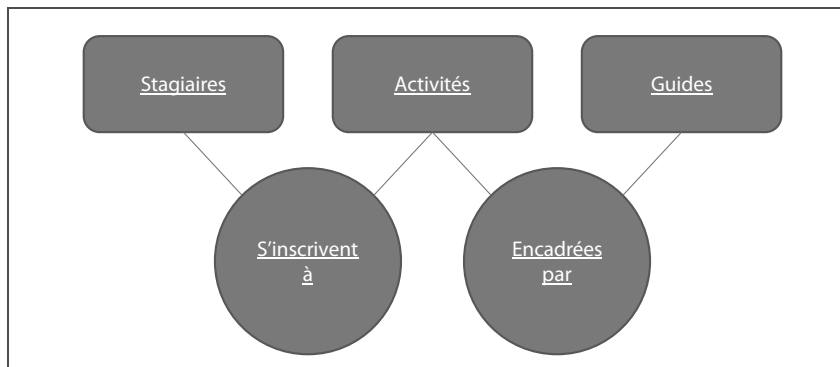 Stagiaires
Activités
Guides
S’inscrivent
à
Encadrées
par